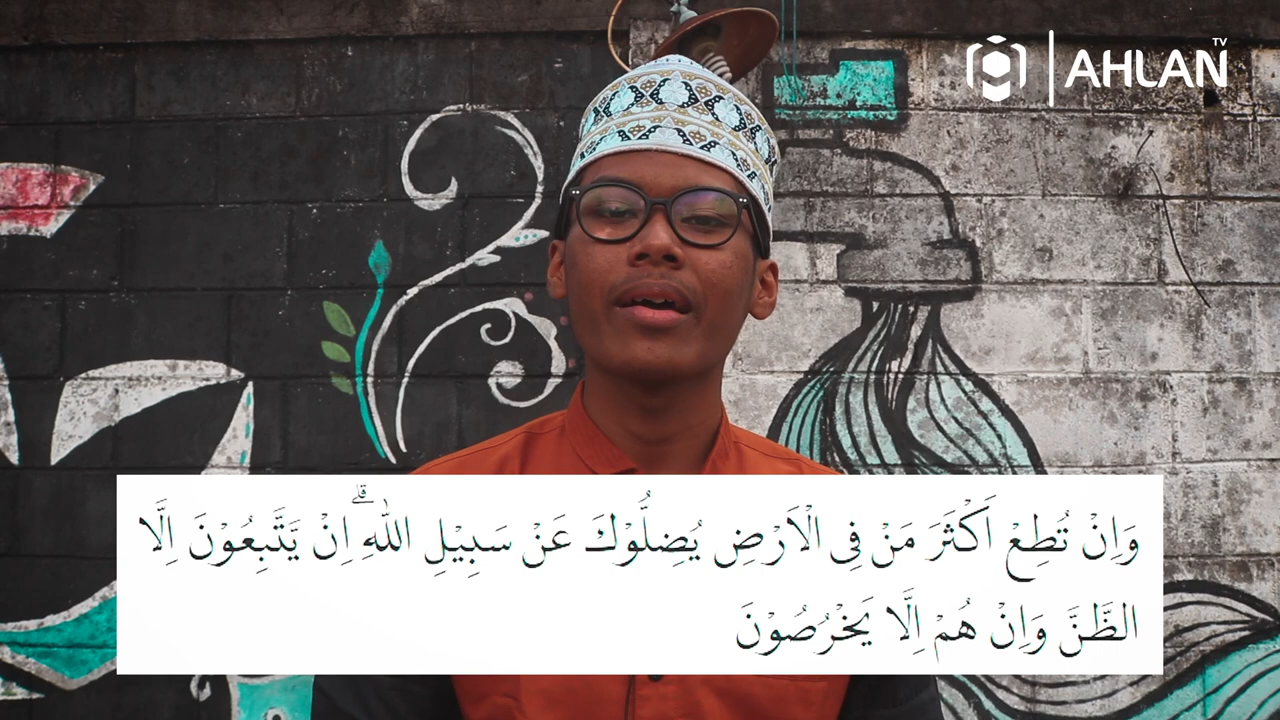 AHLAN TV
وَاِنْ تُطِعْ اَكْثَرَ مَنْ فِى الْاَرْضِ يُضِلُّوْكَ عَنْ سَبِيْلِ اللّٰهِ ۗاِنْ يَّتَّبِعُوْنَ اِلَّا
الظَّنَّ وَاِنْ هُمْ اِلَّا يَخْرُصُوْنَ